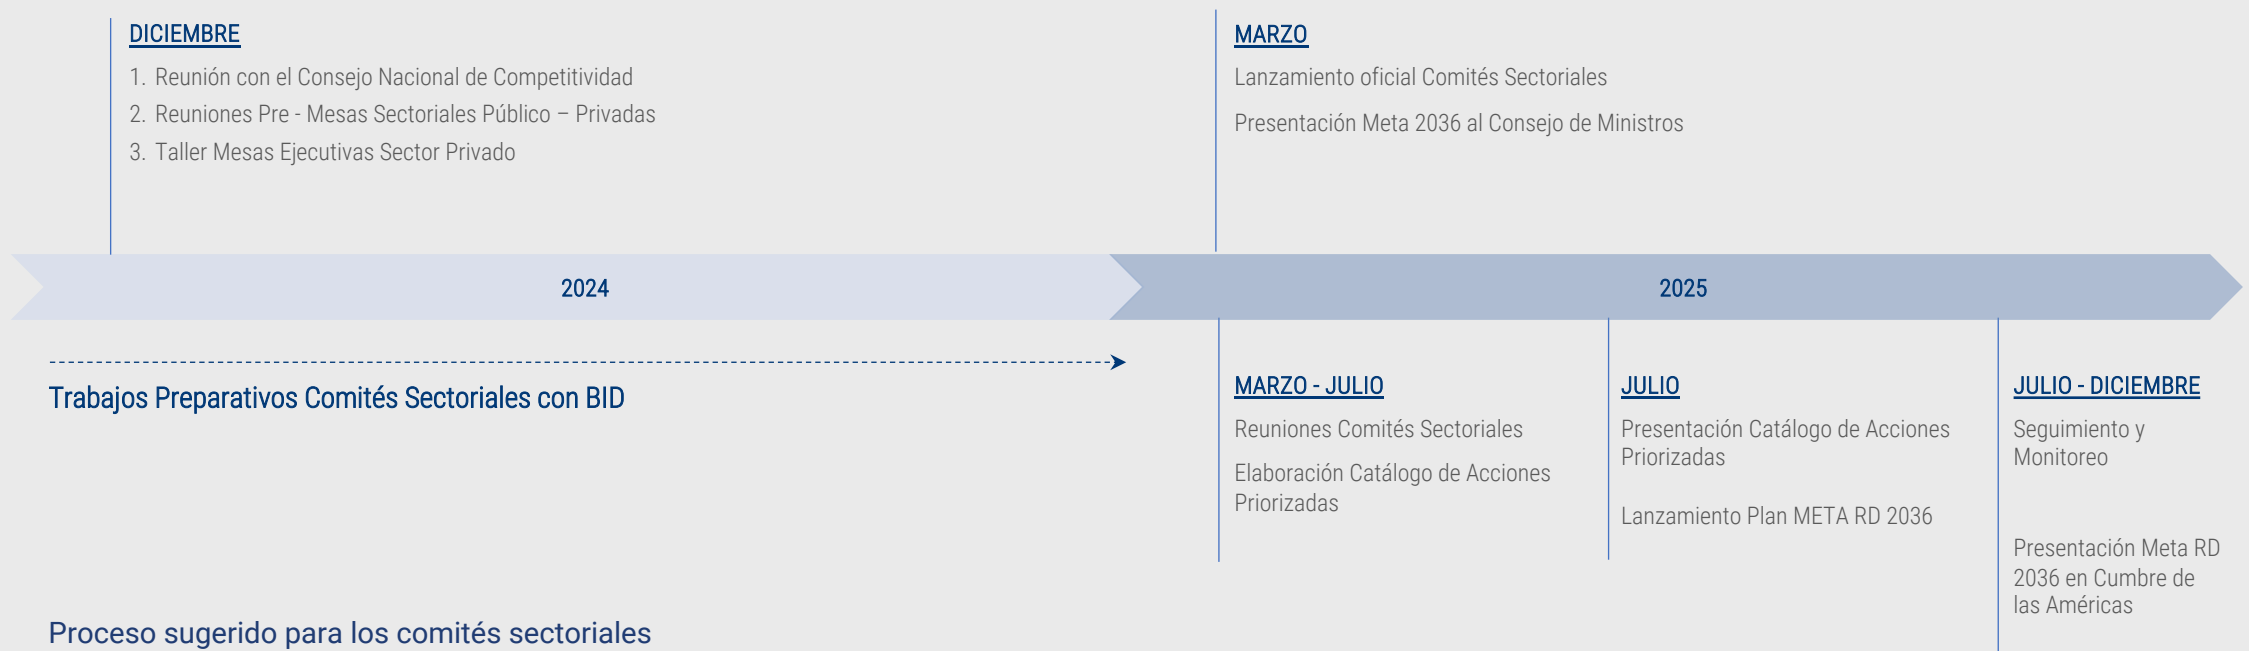 DICIEMBRE
1. Reunión con el Consejo Nacional de Competitividad
2. Reuniones Pre - Mesas Sectoriales Público – Privadas
3. Taller Mesas Ejecutivas Sector Privado
MARZO
Lanzamiento oficial Comités Sectoriales
Presentación Meta 2036 al Consejo de Ministros
2024
2025
Trabajos Preparativos Comités Sectoriales con BID
MARZO - JULIO
Reuniones Comités Sectoriales
Elaboración Catálogo de Acciones
Priorizadas
JULIO
Presentación Catálogo de Acciones
Priorizadas
Lanzamiento Plan META RD 2036
JULIO - DICIEMBRE
Seguimiento y
Monitoreo
Presentación Meta RD
2036 en Cumbre de
las Américas
Proceso sugerido para los comités sectoriales